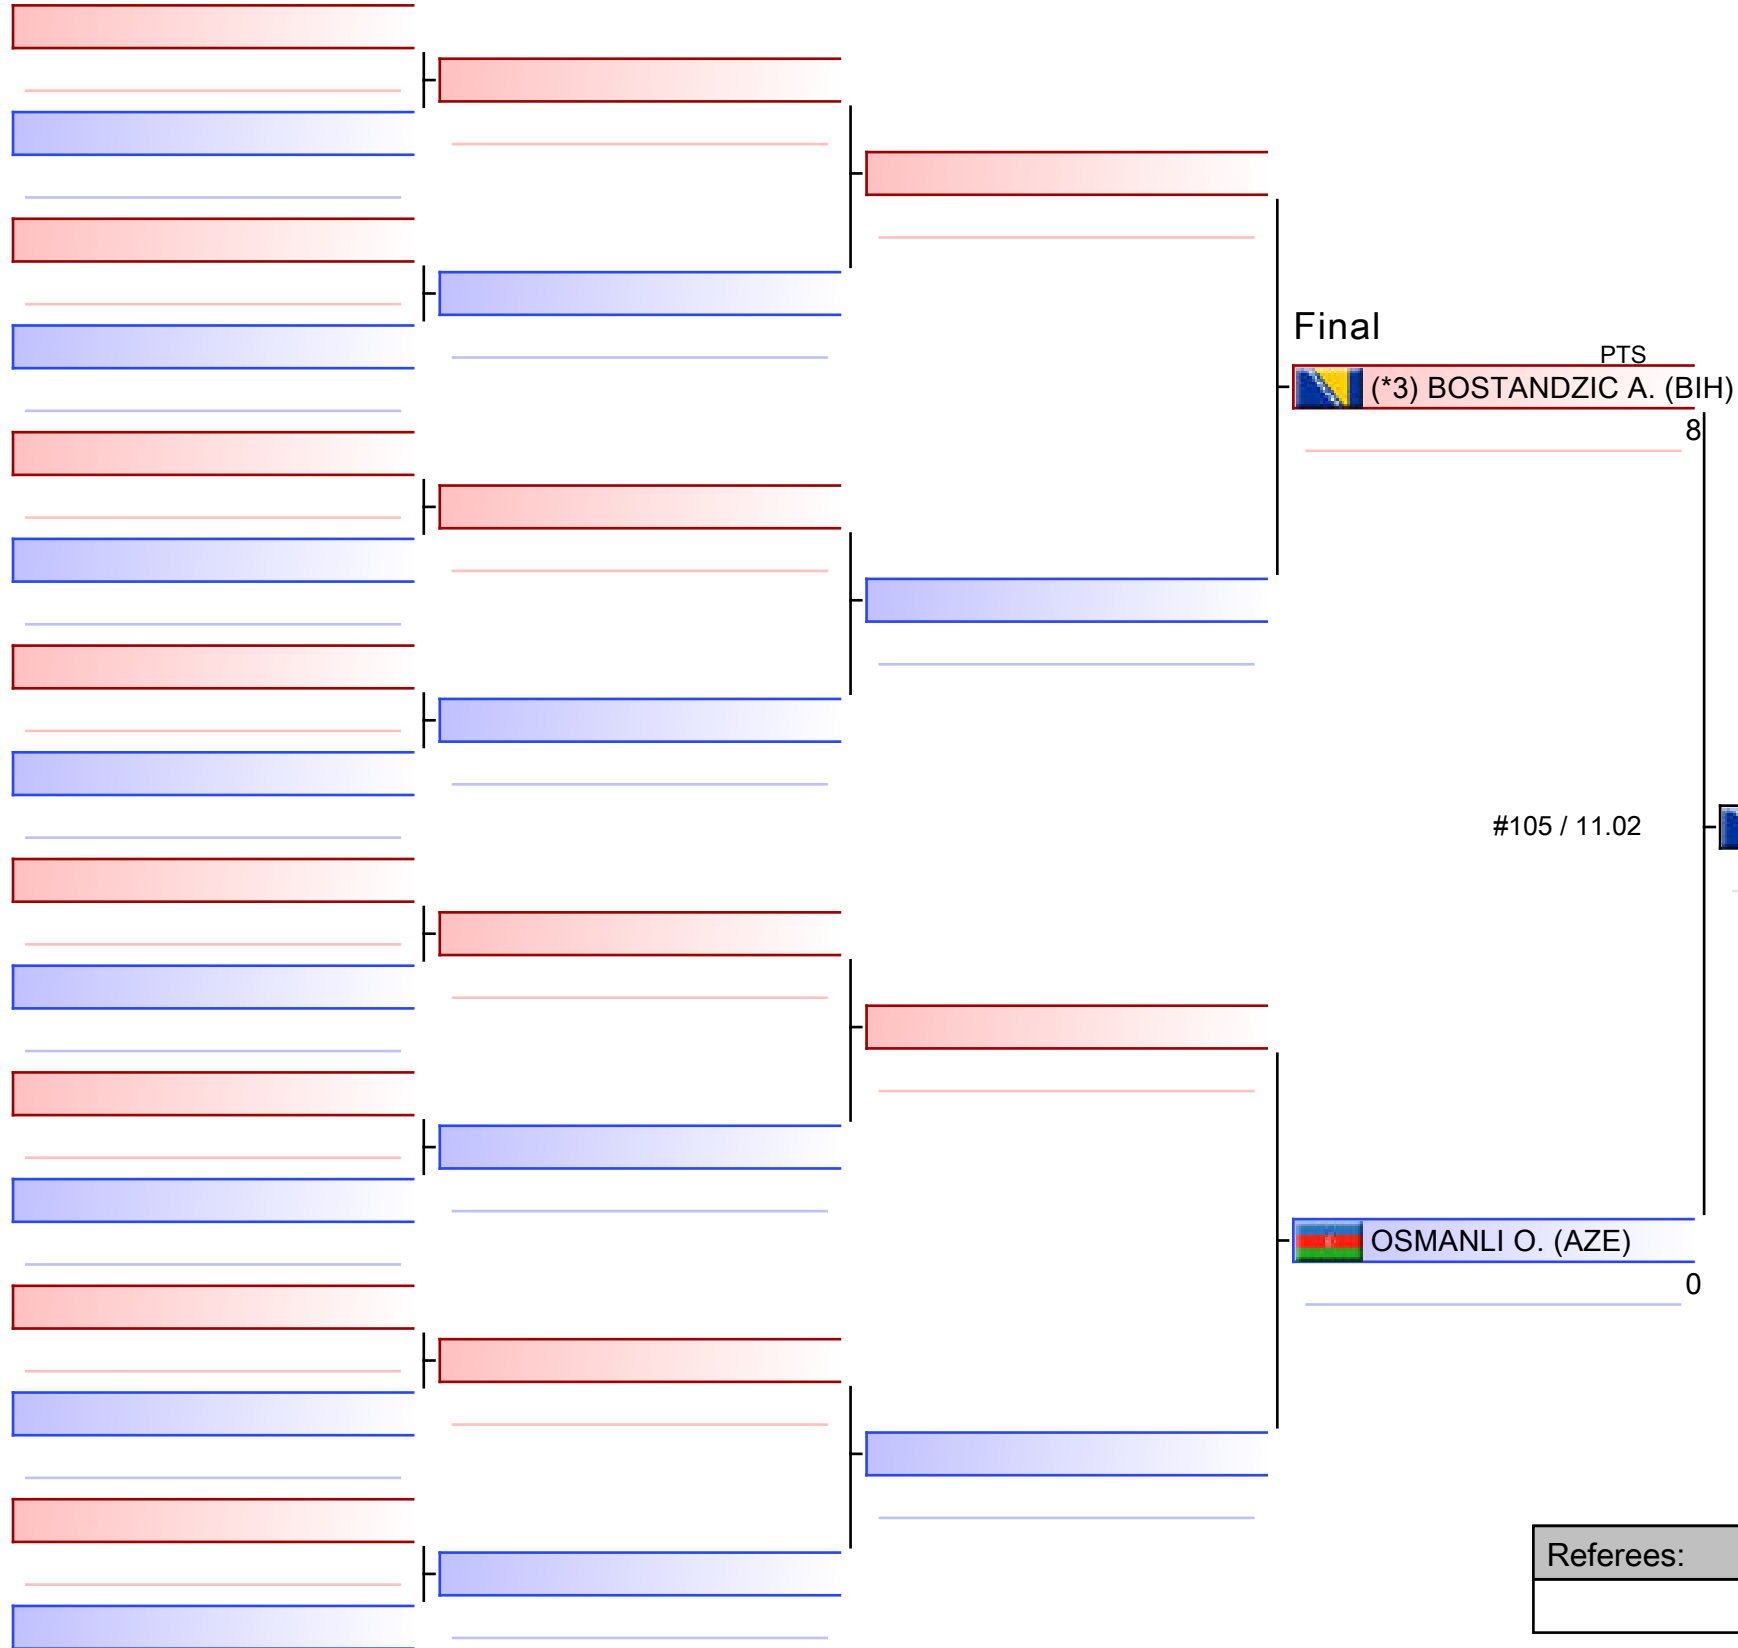 Final
PTS
(*3) BOSTANDZIC A. (BIH)
8
#105 / 11.02
OSMANLI O. (AZE)
0
Referees: